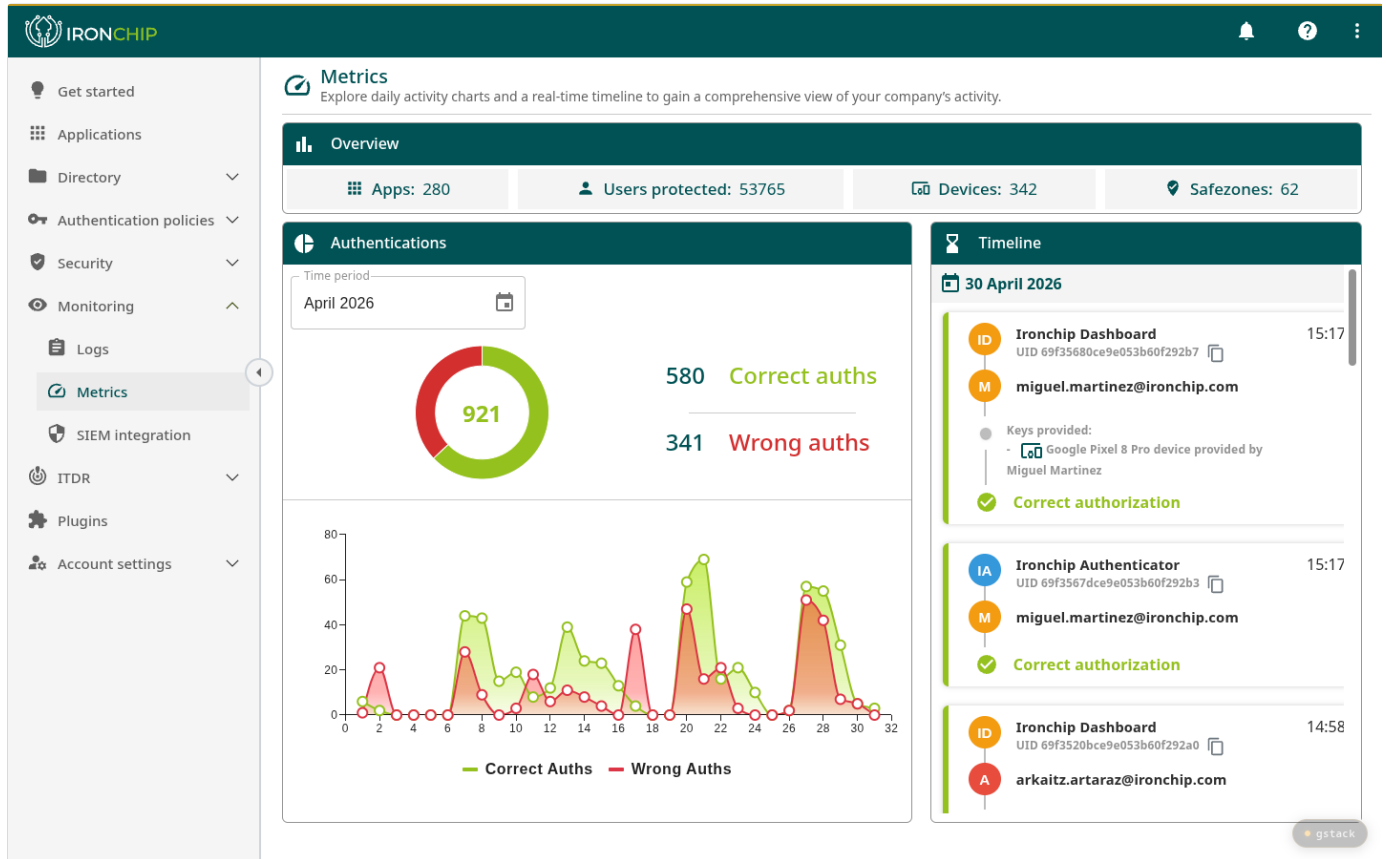 IRONCHIP
Get started
Applications
Directory
Authentication policies
Security
Monitoring
Logs
Metrics
SIEM integration
ITDR
Plugins
Account settings
Metrics
Explore daily activity charts and a real-time timeline to gain a comprehensive view of your company's activity.
Overview
Apps: 280
Users protected: 53765
Devices: 342
Safezones: 62
Authentications
Time period
April 2026
921
580 Correct auths
341 Wrong auths
80
60
40
20
0
0 2 4 6 8 10 12 14 16 18 20 22 24 26 28 30 32
Correct Auths Wrong Auths
Timeline
30 April 2026
ID Ironchip Dashboard 15:17
UID 69f35680ce9e053b60f292b7
M miguel.martinez@ironchip.com
Keys provided:
- Google Pixel 8 Pro device provided by
Miguel Martinez
Correct authorization
IA Ironchip Authenticator 15:17
UID 69f3567dce9e053b60f292b3
M miguel.martinez@ironchip.com
Correct authorization
ID Ironchip Dashboard 14:58
UID 69f3520bce9e053b60f292a0
A arkaitz.artaraz@ironchip.com
gstack